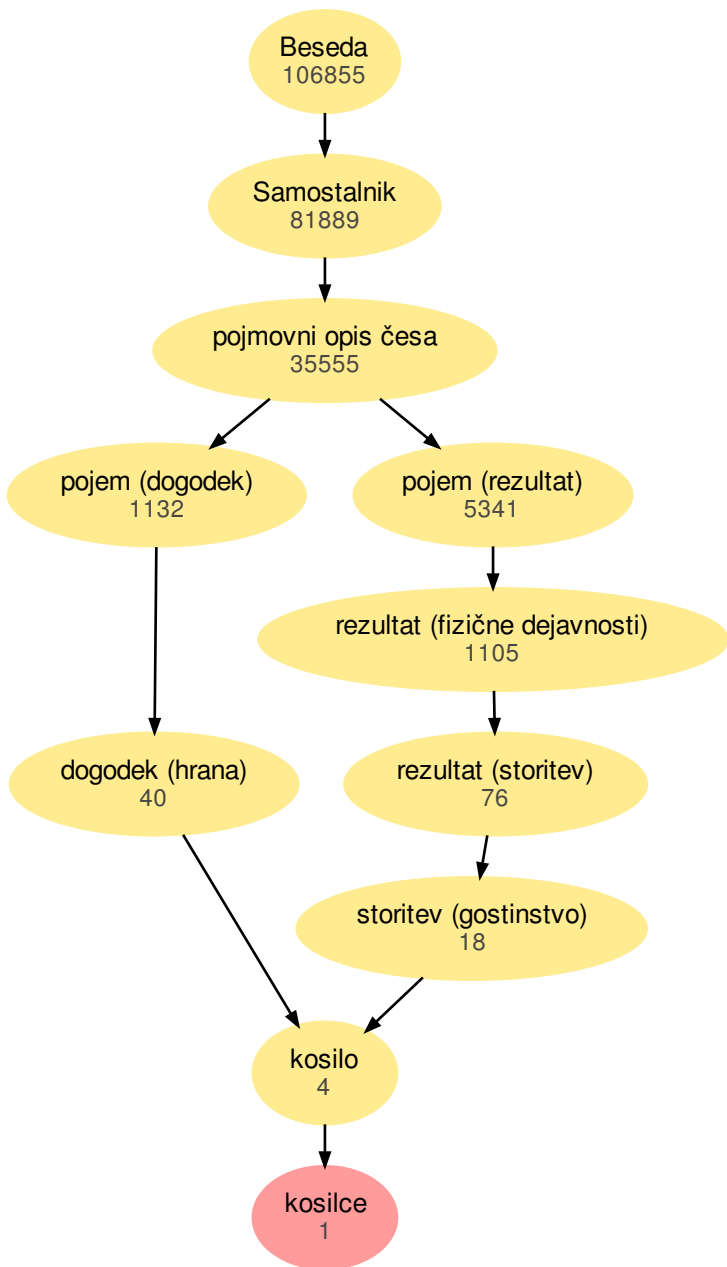 Beseda
106855
Samostalnik
81889
pojmovni opis česa
35555
pojem (dogodek)
1132
pojem (rezultat)
5341
rezultat (fizične dejavnosti)
1105
dogodek (hrana)
40
rezultat (storitev)
76
storitev (gostinstvo)
18
kosilo
4
kosilce
1